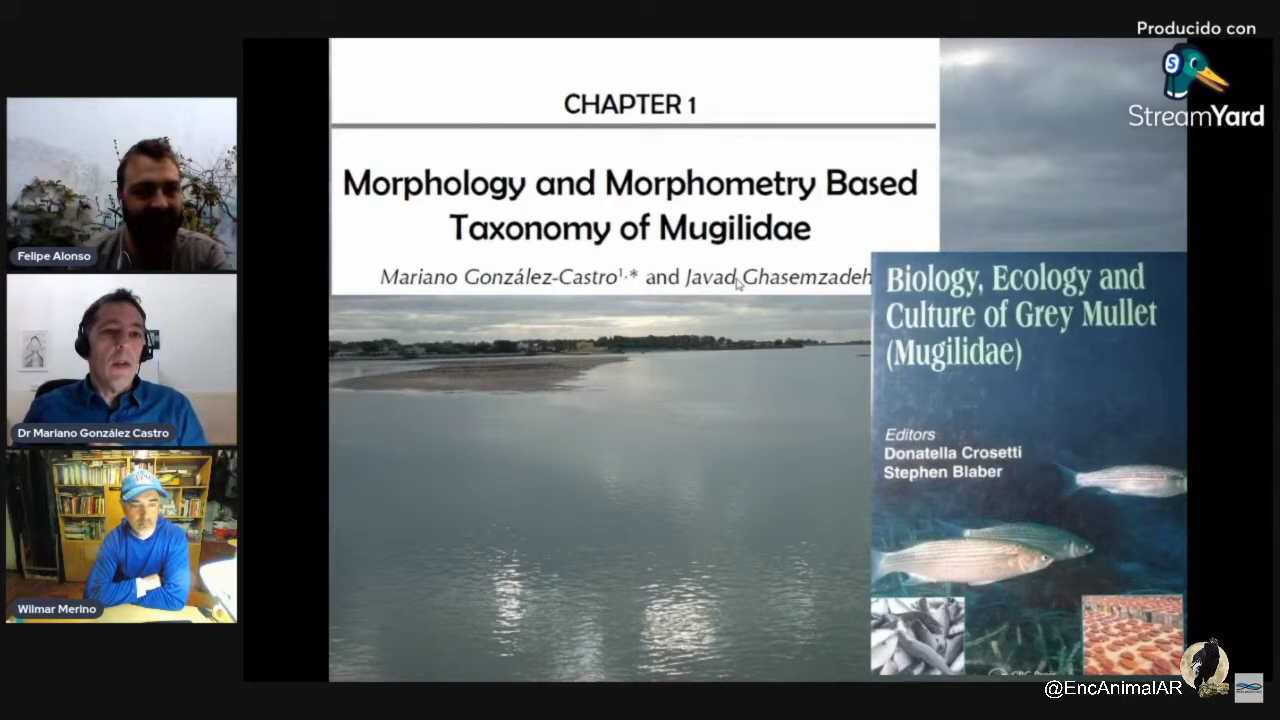 Producido con
StreamYard
CHAPTER 1
Morphology and Morphometry Based
Taxonomy of Mugilidae
Mariano González-Castro¹,* and Javad Ghasemzadeh
Biology, Ecology and
Culture of Grey Mullet
(Mugilidae)
Editors
Donatella Crosetti
Stephen Blaber
Felipe Alonso
Dr Mariano González Castro
Wilmar Merino
@EncAnimalAR